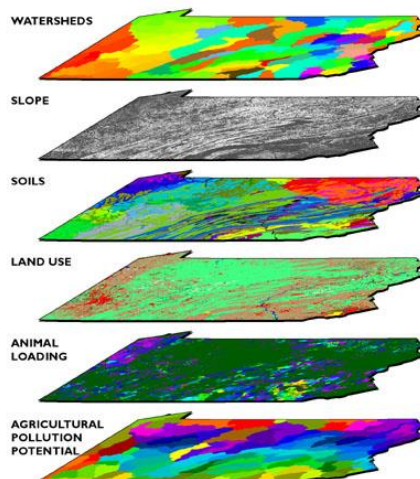 WATERSHEDS
SLOPE
SOILS
LAND USE
ANIMAL
LOADING
AGRICULTURAL
POLLUTION
POTENTIAL